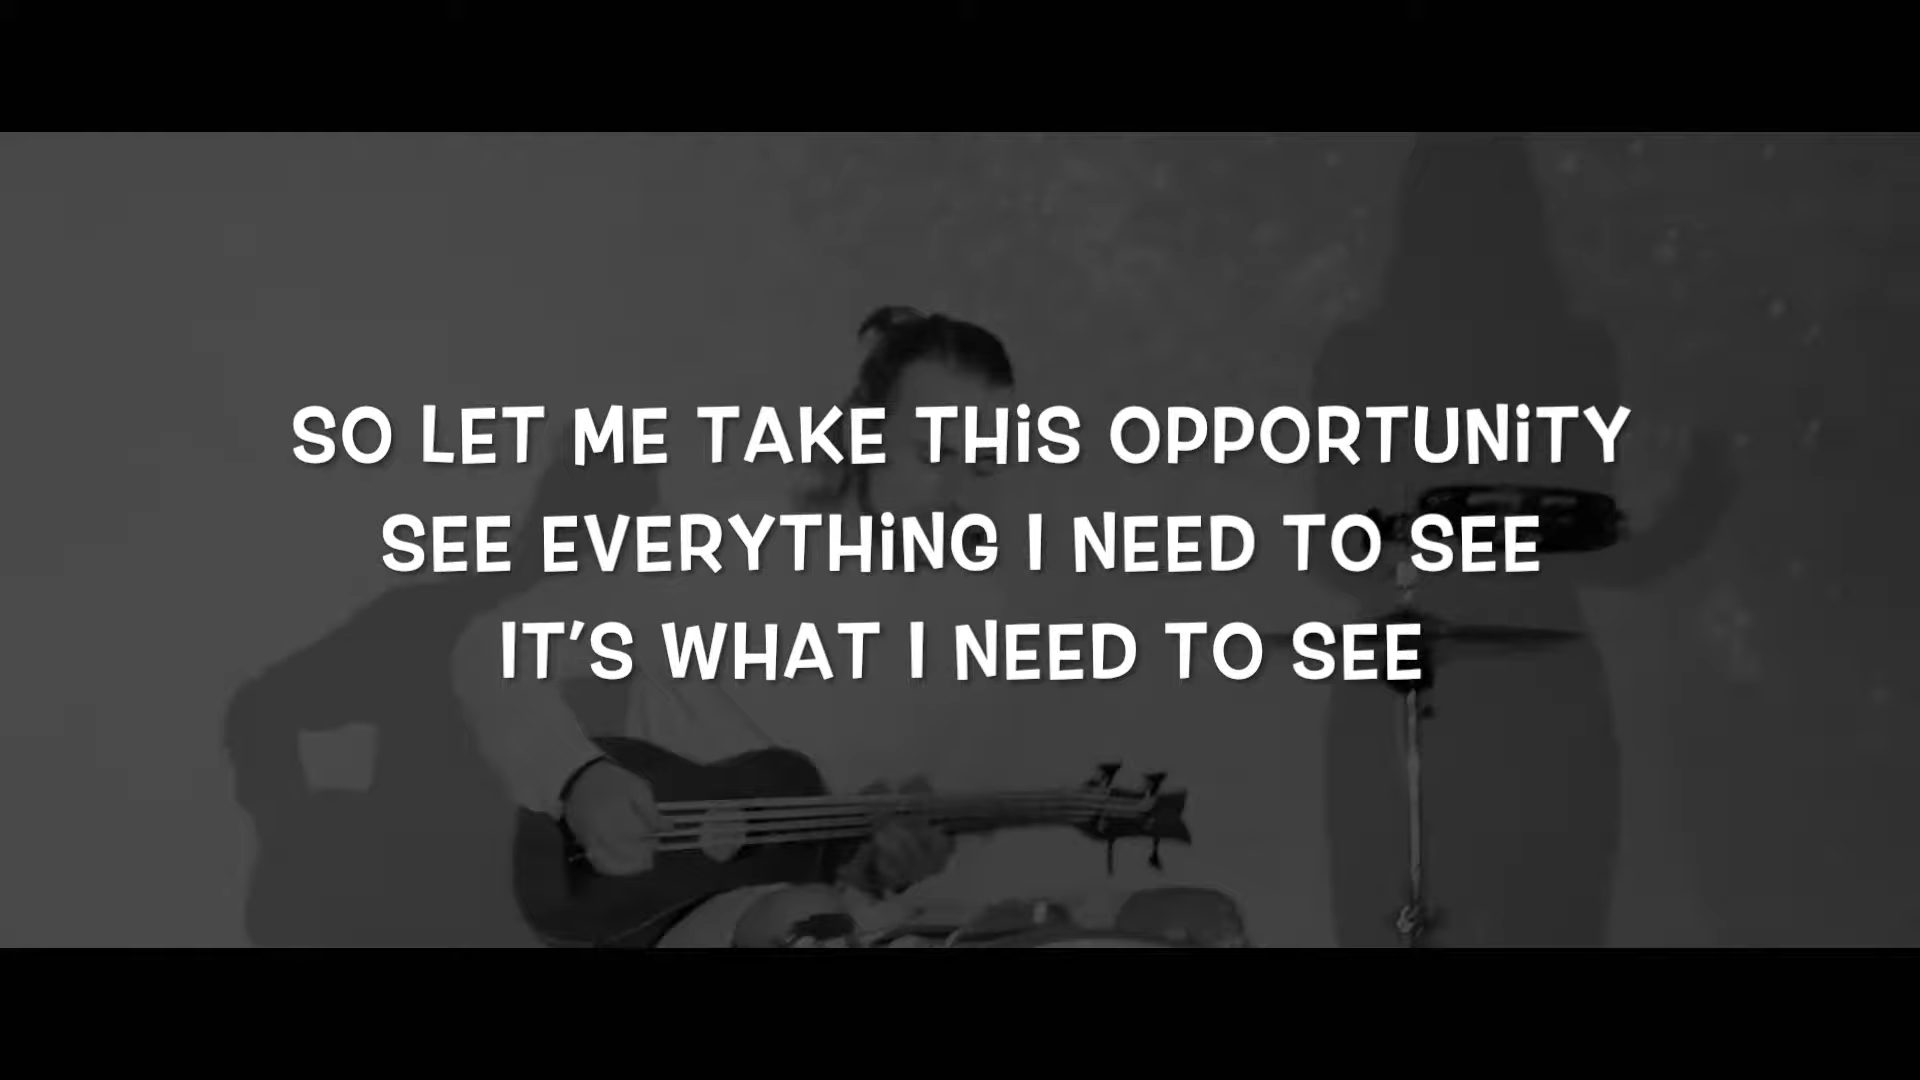 SO LET ME TAKE THIS OPPORTUNITY
SEE EVERYTHING I NEED TO SEE
IT'S WHAT I NEED TO SEE